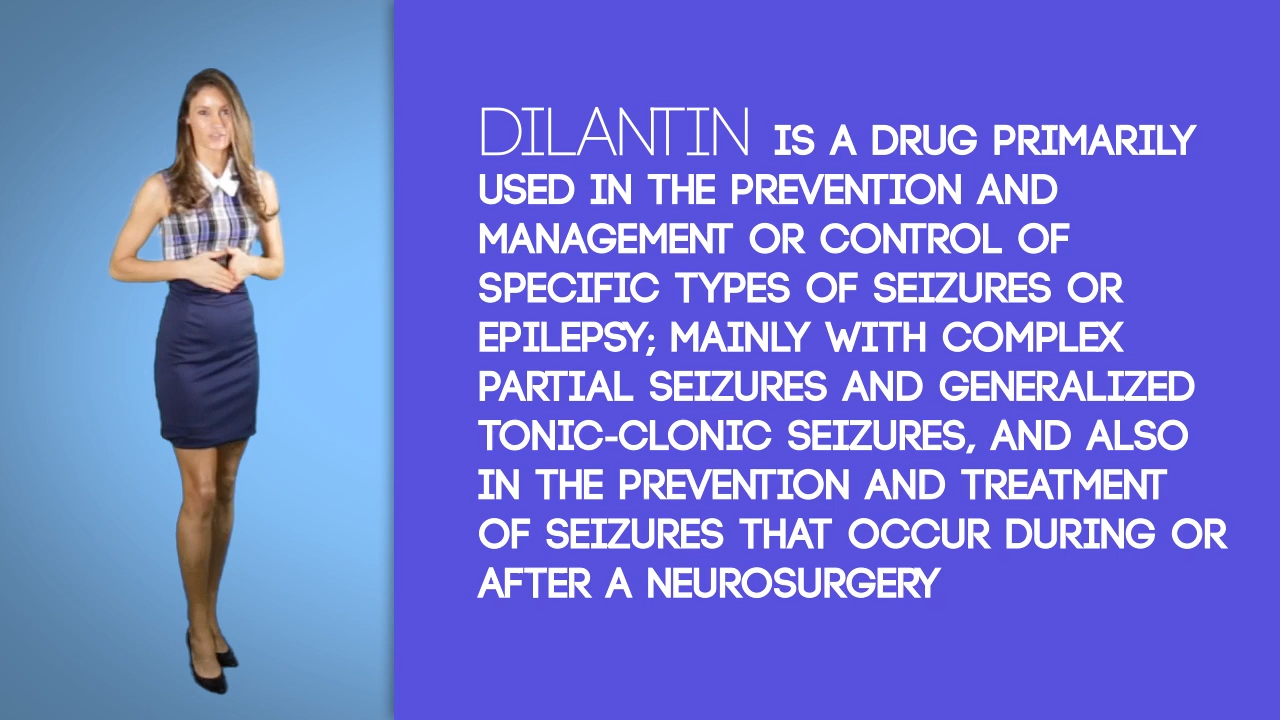 DILANTIN IS A DRUG PRIMARILY
USED IN THE PREVENTION AND
MANAGEMENT OR CONTROL OF
SPECIFIC TYPES OF SEIZURES OR
EPILEPSY; MAINLY WITH COMPLEX
PARTIAL SEIZURES AND GENERALIZED
TONIC-CLONIC SEIZURES, AND ALSO
IN THE PREVENTION AND TREATMENT
OF SEIZURES THAT OCCUR DURING OR
AFTER A NEUROSURGERY